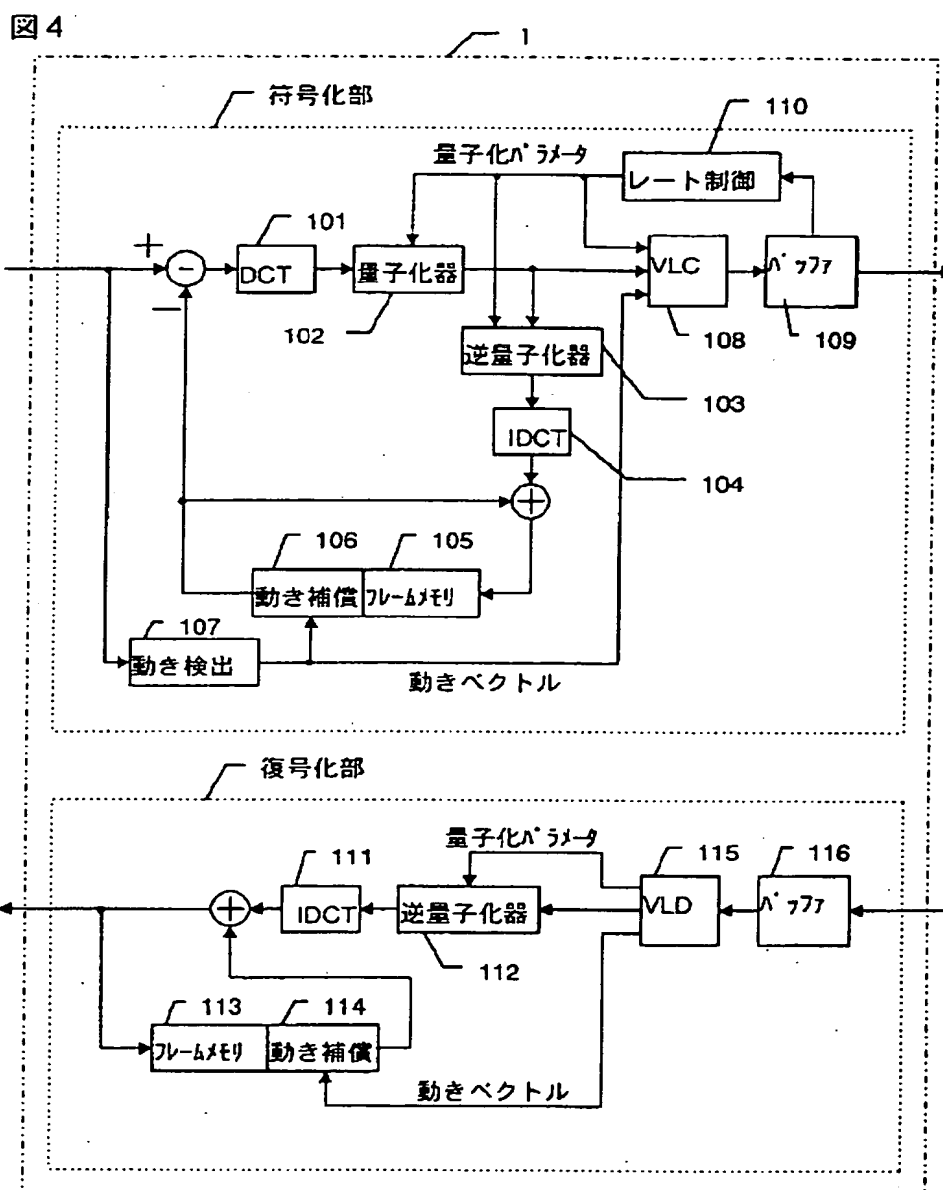 図4
1
符号化部
110
量子化パラメータ
レート制御
101
+
-
DCT
量子化器
VLC
バッファ
—
102
108
109
逆量子化器
103
IDCT
104
+
106
105
動き補償
フレームメモリ
107
動き検出
動きベクトル
復号化部
量子化パラメータ
111
115
116
+
IDCT
逆量子化器
VLD
バッファ
112
113
114
フレームメモリ
動き補償
動きベクトル